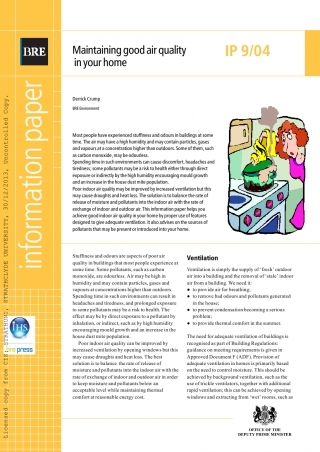 BRE
Maintaining good air quality
in your home
IP 9/04
Derrick Crump
BRE Environment
Most people have experienced stuffiness and odours in buildings at some
time. The air may have a high humidity and may contain particles, gases
and vapours at a concentration higher than outdoors. Some of them, such
as carbon monoxide, may be odourless.
Spending time in such environments can cause discomfort, headaches and
tiredness; some pollutants may be a risk to health either through direct
exposure or indirectly by the high humidity encouraging mould growth
and an increase in the house dust mite population.
Poor indoor air quality may be improved by increased ventilation but this
may cause draughts and heat loss. The solution is to balance the rate of
release of moisture and pollutants into the indoor air with the rate of
exchange of indoor and outdoor air. This information paper helps you
achieve good indoor air quality in your home by proper use of features
designed to give adequate ventilation. It also advises on the sources of
pollutants that may be present or introduced into your home.
information paper
Licensed copy from IHS: STRATHUNI, STRATHCLYDE UNIVERSITY, 30/12/2013, Uncontrolled Copy.
IHS
press
Stuffiness and odours are aspects of poor air
quality in buildings that most people experience at
some time. Some pollutants, such as carbon
monoxide, are odourless. Air may be high in
humidity and may contain particles, gases and
vapours at concentrations higher than outdoors.
Spending time in such environments can result in
headaches and tiredness, and prolonged exposure
to some pollutants may be a risk to health. The
effect may be by direct exposure to a pollutant by
inhalation, or indirect, such as by high humidity
encouraging mould growth and an increase in the
house dust mite population.
Poor indoor air quality can be improved by
increased ventilation by opening windows but this
may cause draughts and heat loss. The best
solution is to balance the rate of release of
moisture and pollutants into the indoor air with the
rate of exchange of indoor and outdoor air in order
to keep moisture and pollutants below an
acceptable level while maintaining thermal
comfort at reasonable energy cost.
Ventilation
Ventilation is simply the supply of 'fresh' outdoor
air into a building and the removal of 'stale' indoor
air from a building. We need it:
● to provide air for breathing;
● to remove bad odours and pollutants generated
in the house;
● to prevent condensation becoming a serious
problem;
● to provide thermal comfort in the summer.
The need for adequate ventilation of buildings is
recognised as part of Building Regulations:
guidance on meeting requirements is given in
Approved Document F (ADF). Provision of
adequate ventilation in homes is primarily based
on the need to control moisture. This should be
achieved by background ventilation, such as the
use of trickle ventilators, together with additional
rapid ventilation; this can be achieved by opening
windows and extracting from 'wet' rooms, such as
OFFICE OF THE
DEPUTY PRIME MINISTER